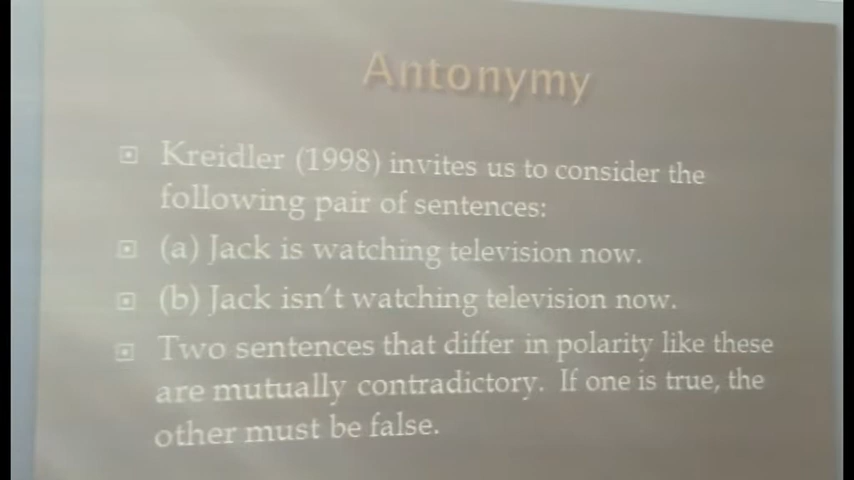 Antonymy
Kreidler (1998) invites us to consider the
following pair of sentences:
(a) Jack is watching television now.
(b) Jack isn't watching television now.
Two sentences that differ in polarity like these
are mutually contradictory. If one is true, the
other must be false.